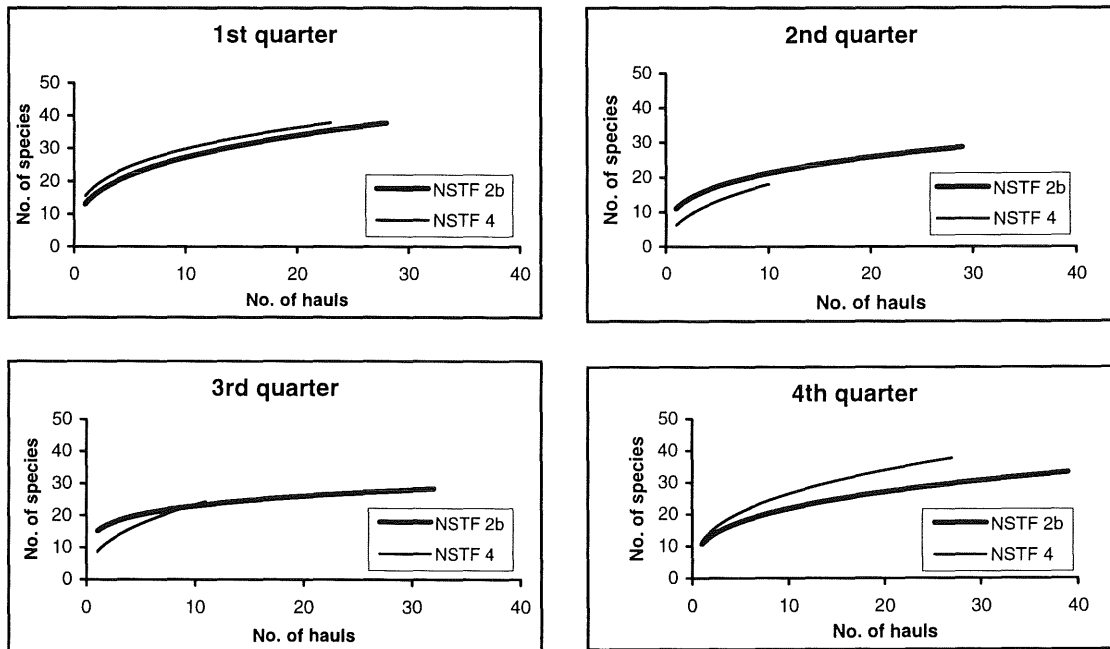 1st quarter
No. of species
50
40
30
20
10
0
0 10 20 30 40
No. of hauls
NSTF 2b
NSTF 4
2nd quarter
No. of species
50
40
30
20
10
0
0 10 20 30 40
No. of hauls
NSTF 2b
NSTF 4
3rd quarter
No. of species
50
40
30
20
10
0
0 10 20 30 40
No. of hauls
NSTF 2b
NSTF 4
4th quarter
No. of species
50
40
30
20
10
0
0 10 20 30 40
No. of hauls
NSTF 2b
NSTF 4